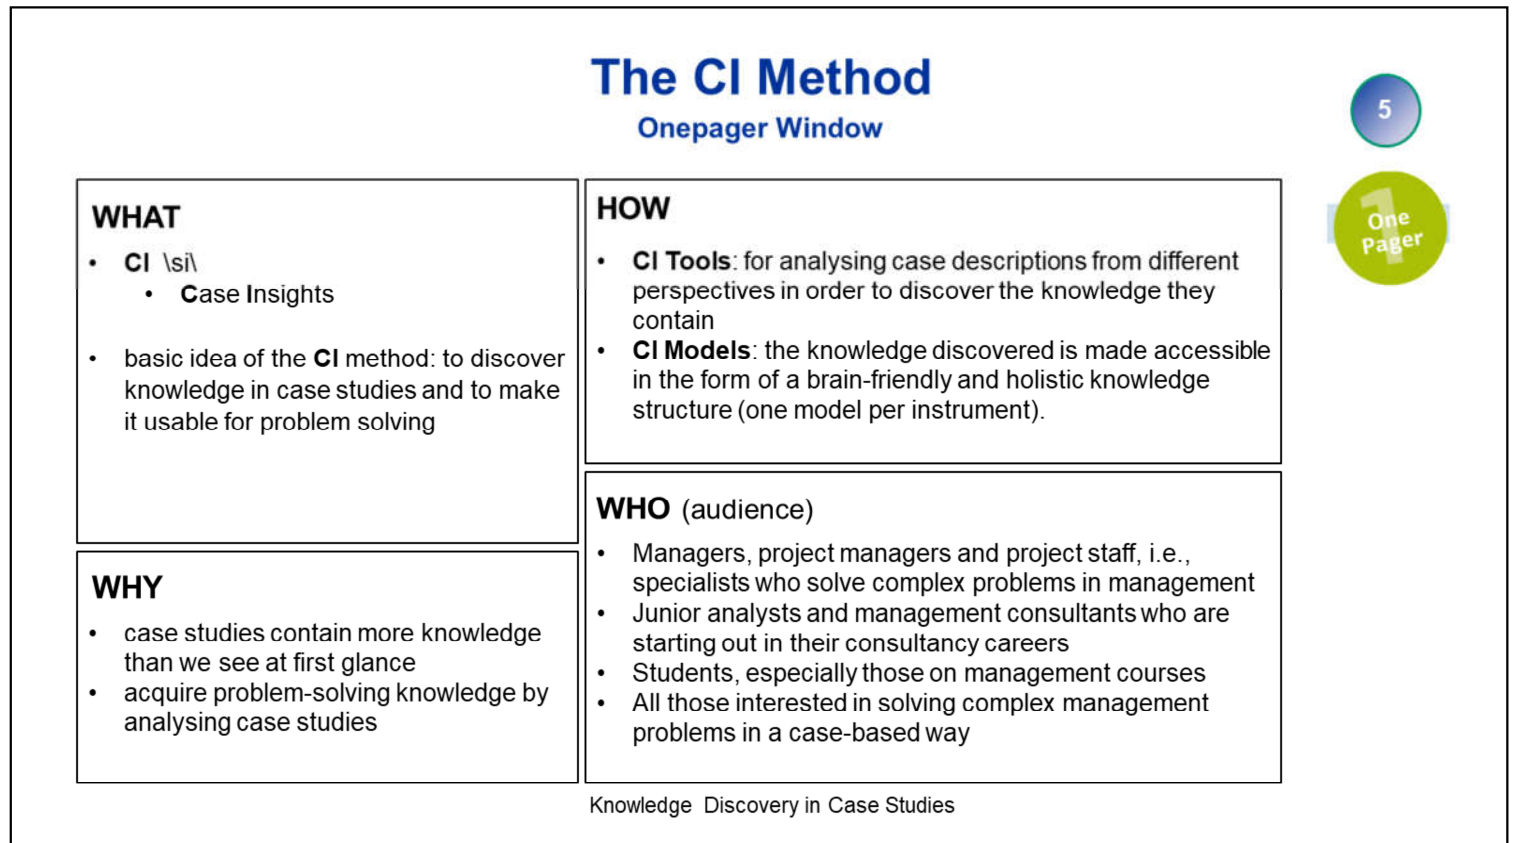 The CI Method
Onepager Window
5
1
One
Pager
WHAT
• CI \si\
• Case Insights
• basic idea of the CI method: to discover
knowledge in case studies and to make
it usable for problem solving
HOW
• CI Tools: for analysing case descriptions from different
perspectives in order to discover the knowledge they
contain
• CI Models: the knowledge discovered is made accessible
in the form of a brain-friendly and holistic knowledge
structure (one model per instrument).
WHY
• case studies contain more knowledge
than we see at first glance
• acquire problem-solving knowledge by
analysing case studies
WHO (audience)
• Managers, project managers and project staff, i.e.,
specialists who solve complex problems in management
• Junior analysts and management consultants who are
starting out in their consultancy careers
• Students, especially those on management courses
• All those interested in solving complex management
problems in a case-based way
Knowledge Discovery in Case Studies